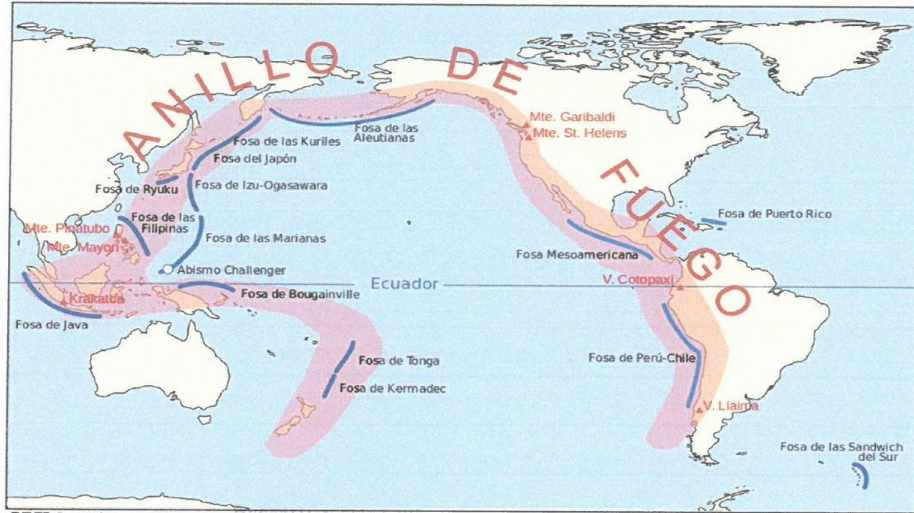 ANILLO DE FUEGO
Mte. Garibaldi
Mte. St. Helens
Fosa de las
Aleutianas
Fosa de las Kuriles
Fosa del Japón
Fosa de Ryuku
Fosa de Izu-Ogasawara
Fosa de las
Filipinas
Mte. Pinatubo
Mte. Mayon
Fosa de las Marianas
Fosa de Puerto Rico
Fosa Mesoamericana
Abismo Challenger
V. Cotopaxi
Ecuador
Krakatoa
Fosa de Bougainville
Fosa de Java
Fosa de Tonga
Fosa de Perú-Chile
Fosa de Kermadec
V. Llaima
Fosa de las Sandwich
del Sur